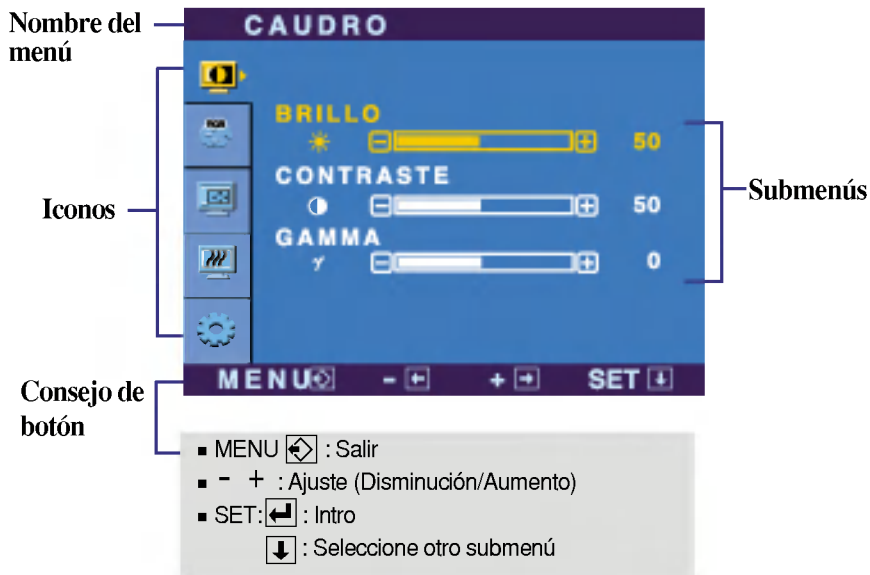 Nombre del
menú
CAUDRO
RGB
BRILLO
50
CONTRASTE
50
GAMMA
γ 0
Iconos
Submenús
MENU - + SET
Consejo de
botón
▪ MENU : Salir
▪ - + : Ajuste (Disminución/Aumento)
▪ SET: : Intro
: Seleccione otro submenú